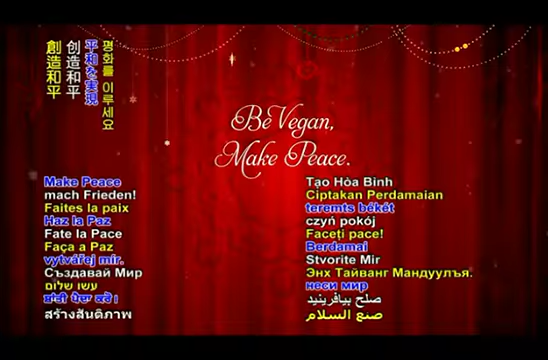 創造和平
创造和平
平和を実現
평화를 이루세요
Be Vegan,
Make Peace.
Make Peace
mach Frieden!
Faites la paix
Haz la Paz
Fate la Pace
Faça a Paz
vytvářej mír.
Създавай Мир
עשו שלום
ਸ਼ਾਂਤੀ ਪੈਦਾ ਕਰੋ।
สร้างสันติภาพ
Tạo Hòa Bình
Ciptakan Perdamaian
teremts békét
czyń pokój
Faceți pace!
Berdamai
Stvorite Mir
Энх Тайванг Мандуулъя.
неси мир
صلح بیافرینید
صنع السلام